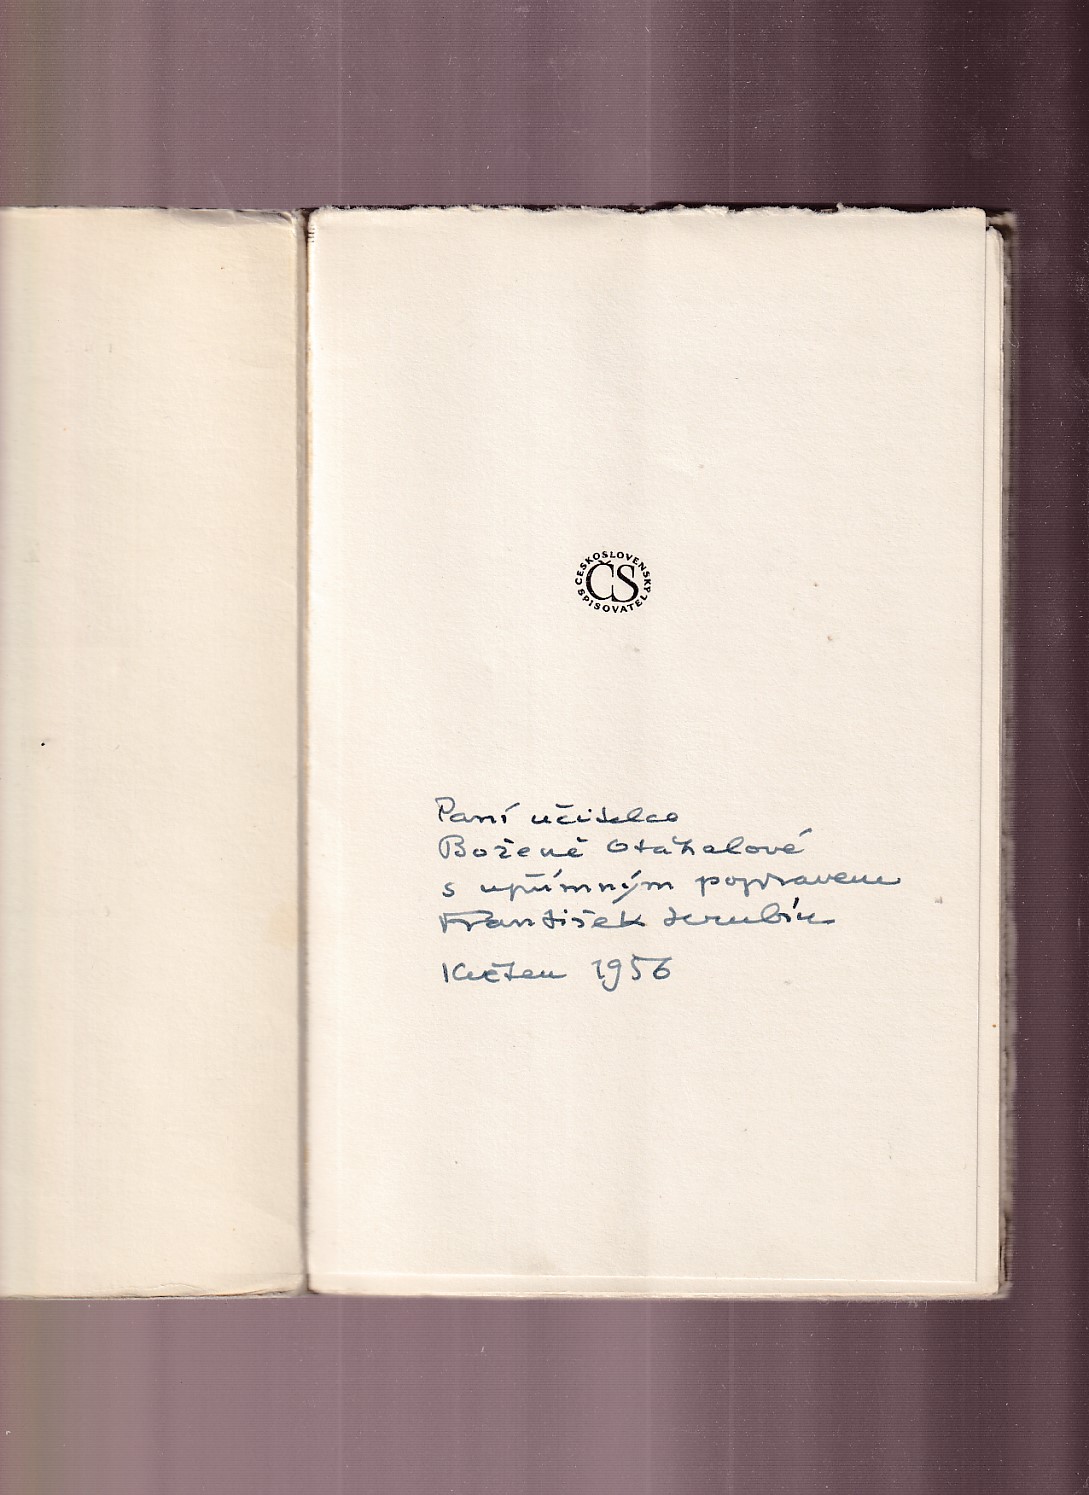 ČESKOSLOVENSKÝ
ČS
SPISOVATEL
Paní učitelce
Boženě Otáhalové
s upřímným pozdravem
František Hrubín
Květen 1956